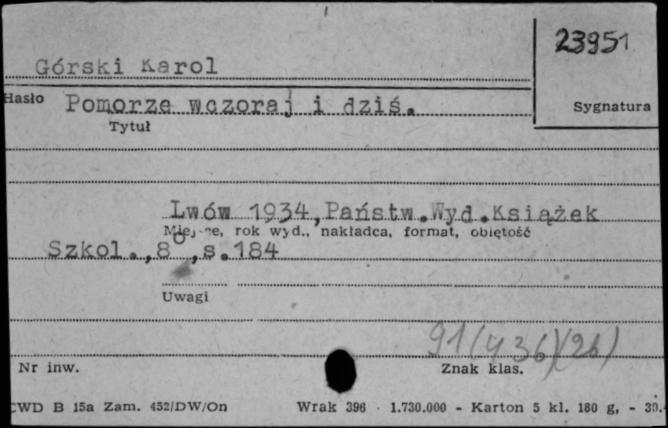 23951
Górski Karol
Hasło Pomorze wczoraj i dziś.
Sygnatura
Tytuł
Lwów 1934, Państw.Wyd.Książek
Miejsce, rok wyd., nakładca, format, objętość
Szkol., 8°, s.184
Uwagi
91(436)(26)
Nr inw.
Znak klas.
CWD B 15a Zam. 452/DW/On Wrak 396 · 1.730.000 - Karton 5 kl. 180 g, - 30.